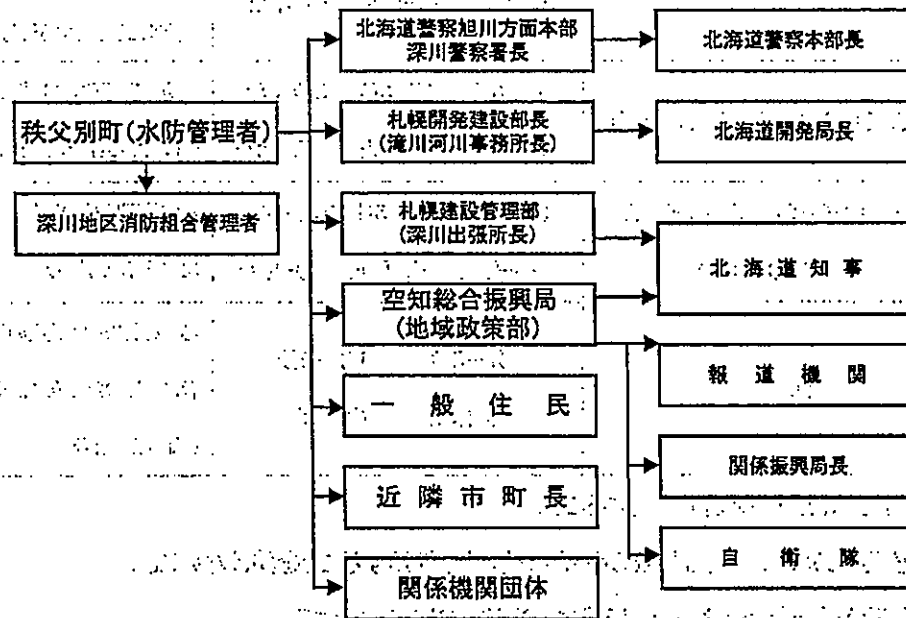 北海道警察旭川方面本部
深川警察署長
北海道警察本部長
秩父別町(水防管理者)
札幌開発建設部長
(滝川河川事務所長)
北海道開発局長
深川地区消防組合管理者
札幌建設管理部
(深川出張所長)
北海道知事
空知総合振興局
(地域政策部)
報道機関
一般住民
関係振興局長
近隣市町長
自衛隊
関係機関団体